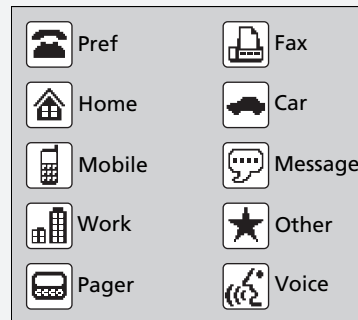 Pref
Fax
Home
Car
Mobile
Message
Work
Other
Pager
Voice